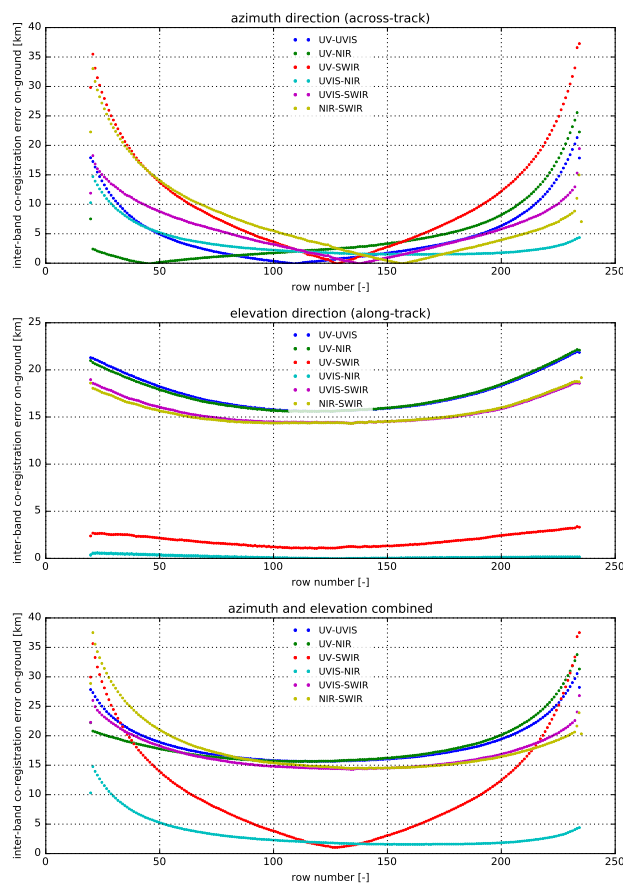 azimuth direction (across-track)
inter-band co-registration error on-ground [km]
40
35
30
25
20
15
10
5
0
UV-UVIS
UV-NIR
UV-SWIR
UVIS-NIR
UVIS-SWIR
NIR-SWIR
0 50 100 150 200 250
row number [-]
elevation direction (along-track)
inter-band co-registration error on-ground [km]
25
20
15
10
5
0
UV-UVIS
UV-NIR
UV-SWIR
UVIS-NIR
UVIS-SWIR
NIR-SWIR
0 50 100 150 200 250
row number [-]
azimuth and elevation combined
inter-band co-registration error on-ground [km]
40
35
30
25
20
15
10
5
0
UV-UVIS
UV-NIR
UV-SWIR
UVIS-NIR
UVIS-SWIR
NIR-SWIR
0 50 100 150 200 250
row number [-]